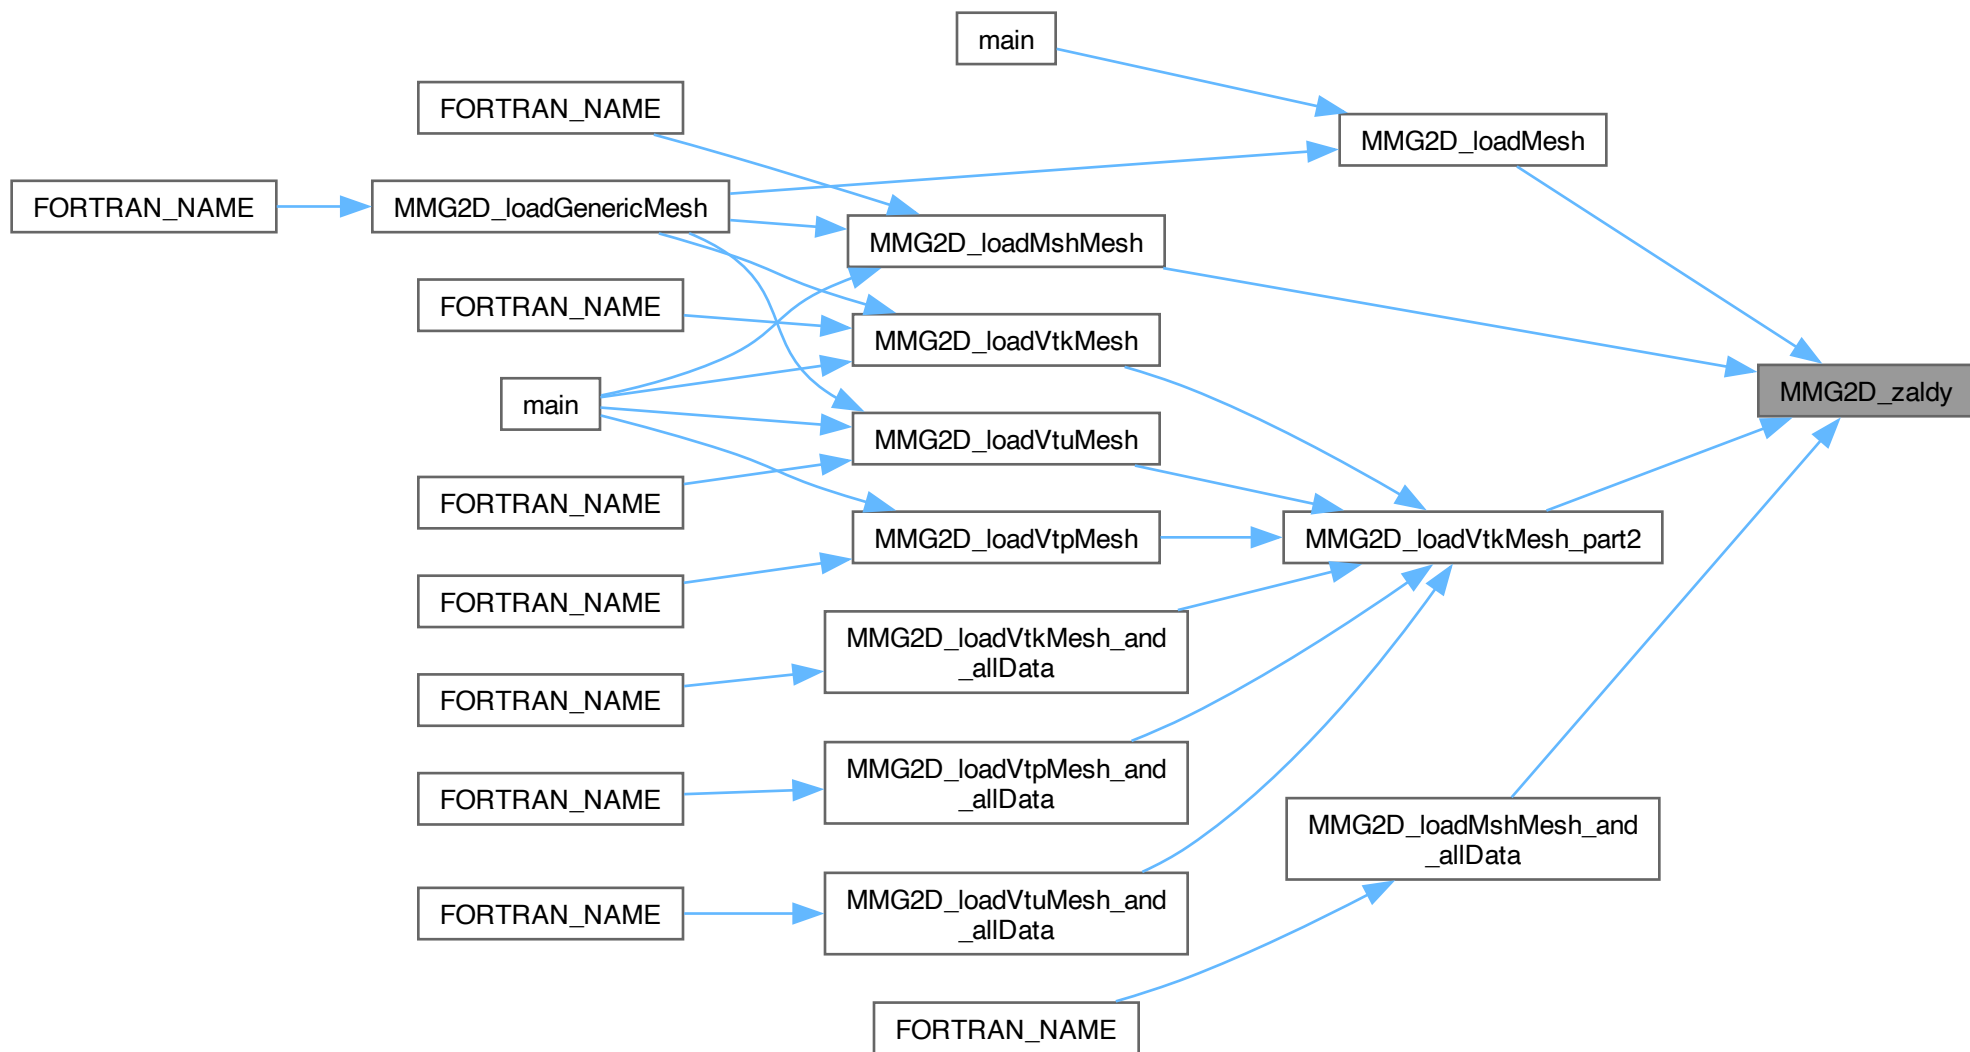 main
FORTRAN_NAME
MMG2D_loadMesh
FORTRAN_NAME
MMG2D_loadGenericMesh
MMG2D_loadMshMesh
FORTRAN_NAME
MMG2D_loadVtkMesh
MMG2D_zaldy
main
MMG2D_loadVtuMesh
FORTRAN_NAME
MMG2D_loadVtpMesh
MMG2D_loadVtkMesh_part2
FORTRAN_NAME
MMG2D_loadVtkMesh_and
_allData
FORTRAN_NAME
MMG2D_loadVtpMesh_and
_allData
FORTRAN_NAME
MMG2D_loadMshMesh_and
_allData
MMG2D_loadVtuMesh_and
_allData
FORTRAN_NAME
FORTRAN_NAME